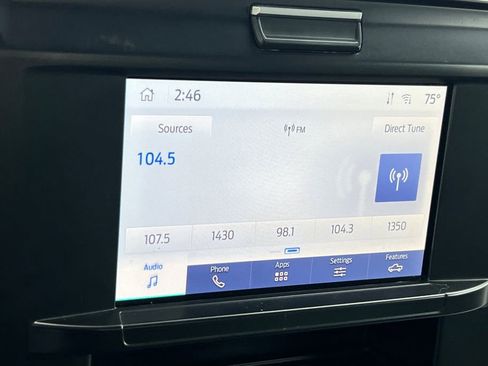 2:46 75°
Sources FM Direct Tune
104.5
107.5 1430 98.1 104.3 1350
Audio Phone Apps Settings Features